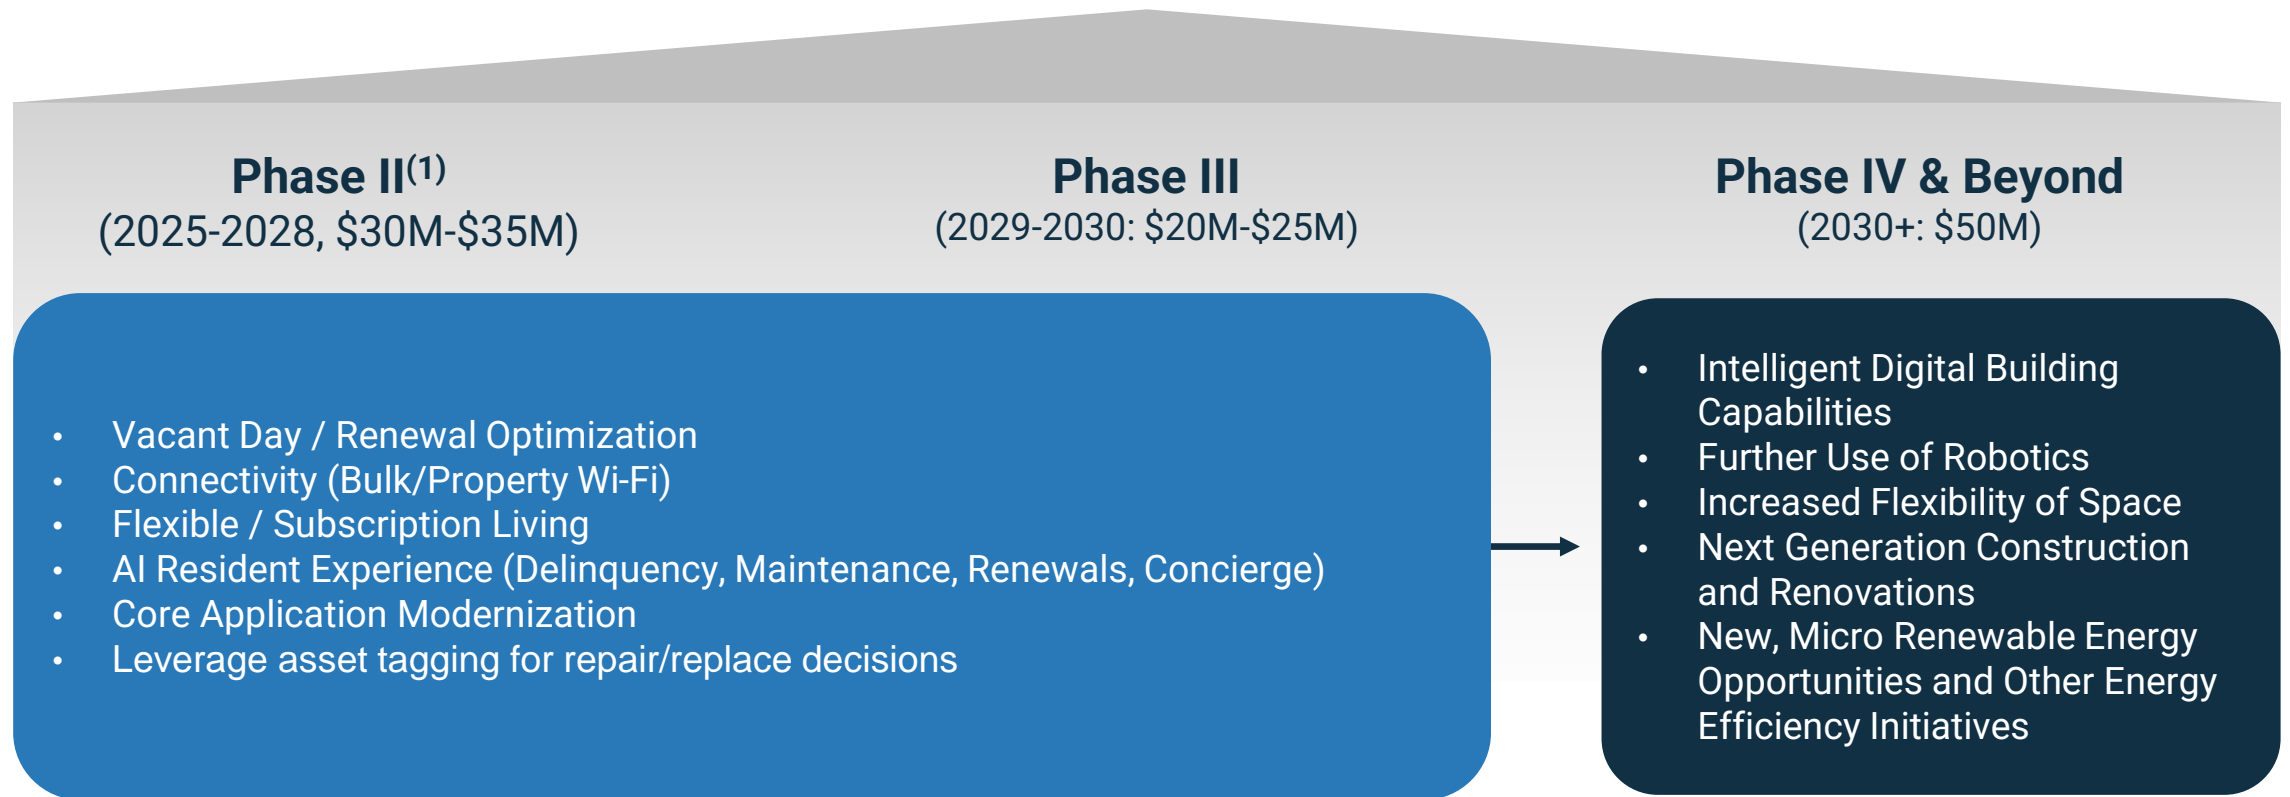 Phase II(1)
(2025-2028, $30M-$35M)
Phase III
(2029-2030: $20M-$25M)
Phase IV & Beyond
(2030+: $50M)
• Vacant Day / Renewal Optimization
• Connectivity (Bulk/Property Wi-Fi)
• Flexible / Subscription Living
• AI Resident Experience (Delinquency, Maintenance, Renewals, Concierge)
• Core Application Modernization
• Leverage asset tagging for repair/replace decisions
• Intelligent Digital Building
Capabilities
• Further Use of Robotics
• Increased Flexibility of Space
• Next Generation Construction
and Renovations
• New, Micro Renewable Energy
Opportunities and Other Energy
Efficiency Initiatives